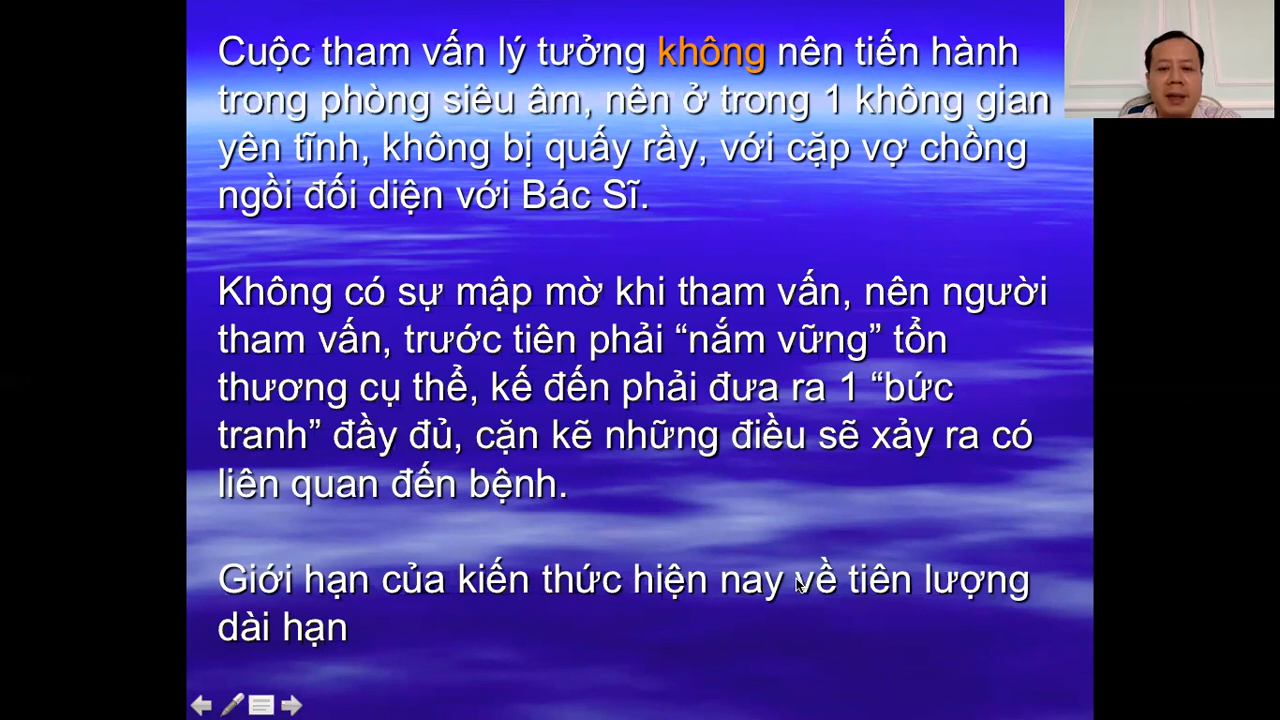 Cuộc tham vấn lý tưởng không nên tiến hành
trong phòng siêu âm, nên ở trong 1 không gian
yên tĩnh, không bị quấy rầy, với cặp vợ chồng
ngồi đối diện với Bác Sĩ.
Không có sự mập mờ khi tham vấn, nên người
tham vấn, trước tiên phải “nắm vững” tổn
thương cụ thể, kế đến phải đưa ra 1 “bức
tranh” đầy đủ, cặn kẽ những điều sẽ xảy ra có
liên quan đến bệnh.
Giới hạn của kiến thức hiện nay về tiên lượng
dài hạn